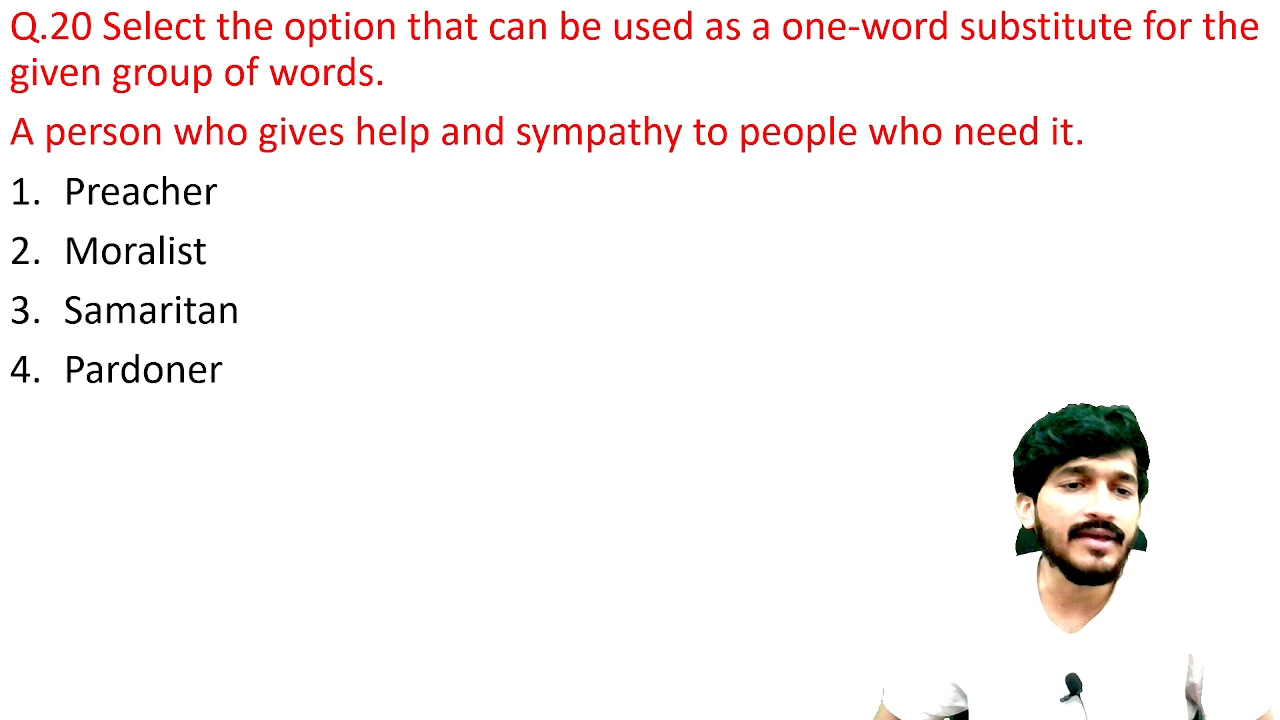 Q.20 Select the option that can be used as a one-word substitute for the
given group of words.
A person who gives help and sympathy to people who need it.
1. Preacher
2. Moralist
3. Samaritan
4. Pardoner